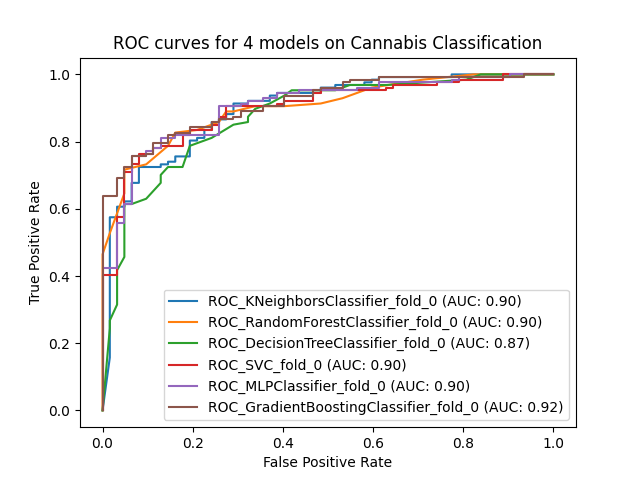 ROC curves for 4 models on Cannabis Classification
True Positive Rate
1.0
0.8
0.6
0.4
0.2
0.0
ROC_KNeighborsClassifier_fold_0 (AUC: 0.90)
ROC_RandomForestClassifier_fold_0 (AUC: 0.90)
ROC_DecisionTreeClassifier_fold_0 (AUC: 0.87)
ROC_SVC_fold_0 (AUC: 0.90)
ROC_MLPClassifier_fold_0 (AUC: 0.90)
ROC_GradientBoostingClassifier_fold_0 (AUC: 0.92)
0.0 0.2 0.4 0.6 0.8 1.0
False Positive Rate